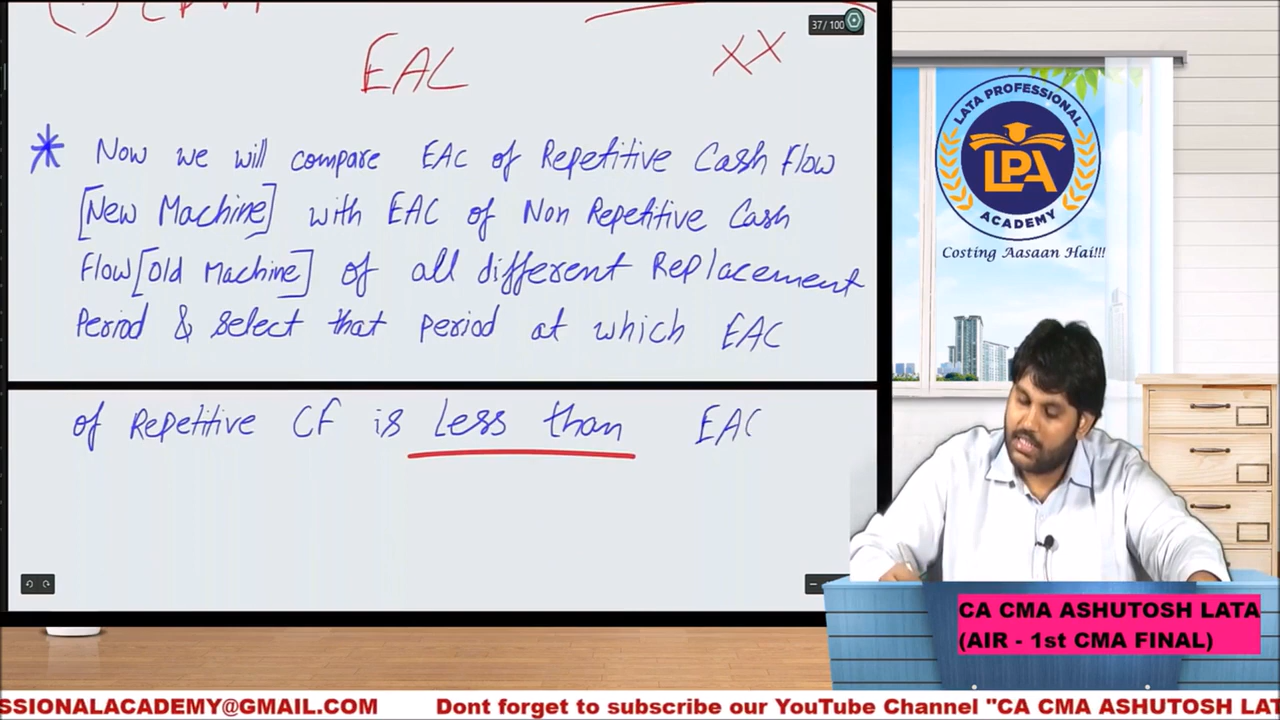 37/100
EAC
XX
* Now we will compare EAC of Repetitive Cash Flow
[New Machine] with EAC of Non Repetitive Cash
Flow [Old Machine] of all different Replacement
Period & select that period at which EAC
of Repetitive CF is less than EAC
LATA PROFESSIONAL
LPA
ACADEMY
Costing Aasaan Hai!!!
CA CMA ASHUTOSH LATA
(AIR - 1st CMA FINAL)
SSIONALACADEMY@GMAIL.COM Dont forget to subscribe our YouTube Channel "CA CMA ASHUTOSH LAT